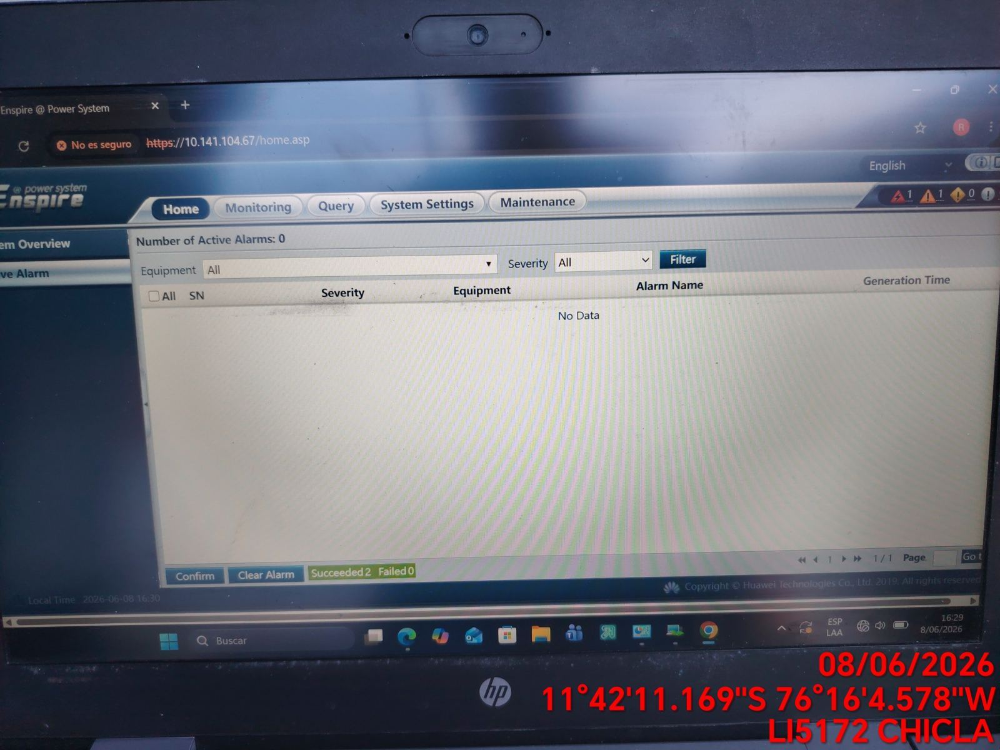 Enspire @ Power System
No es seguro https://10.141.104.67/home.asp
English
@ power system
Enspire
Home Monitoring Query System Settings Maintenance
1 1 0
em Overview
ve Alarm
Number of Active Alarms: 0
Equipment All Severity All Filter
All SN Severity Equipment Alarm Name Generation Time
No Data
1 1 / 1 Page Go t
Confirm Clear Alarm Succeeded 2 Failed 0
Copyright © Huawei Technologies Co., Ltd. 2019. All rights reserved
Local Time 2026-06-08 16:30
Buscar
ESP
LAA
16:29
8/06/2026
hp
08/06/2026
11°42'11.169"S 76°16'4.578"W
LI5172 CHICLA